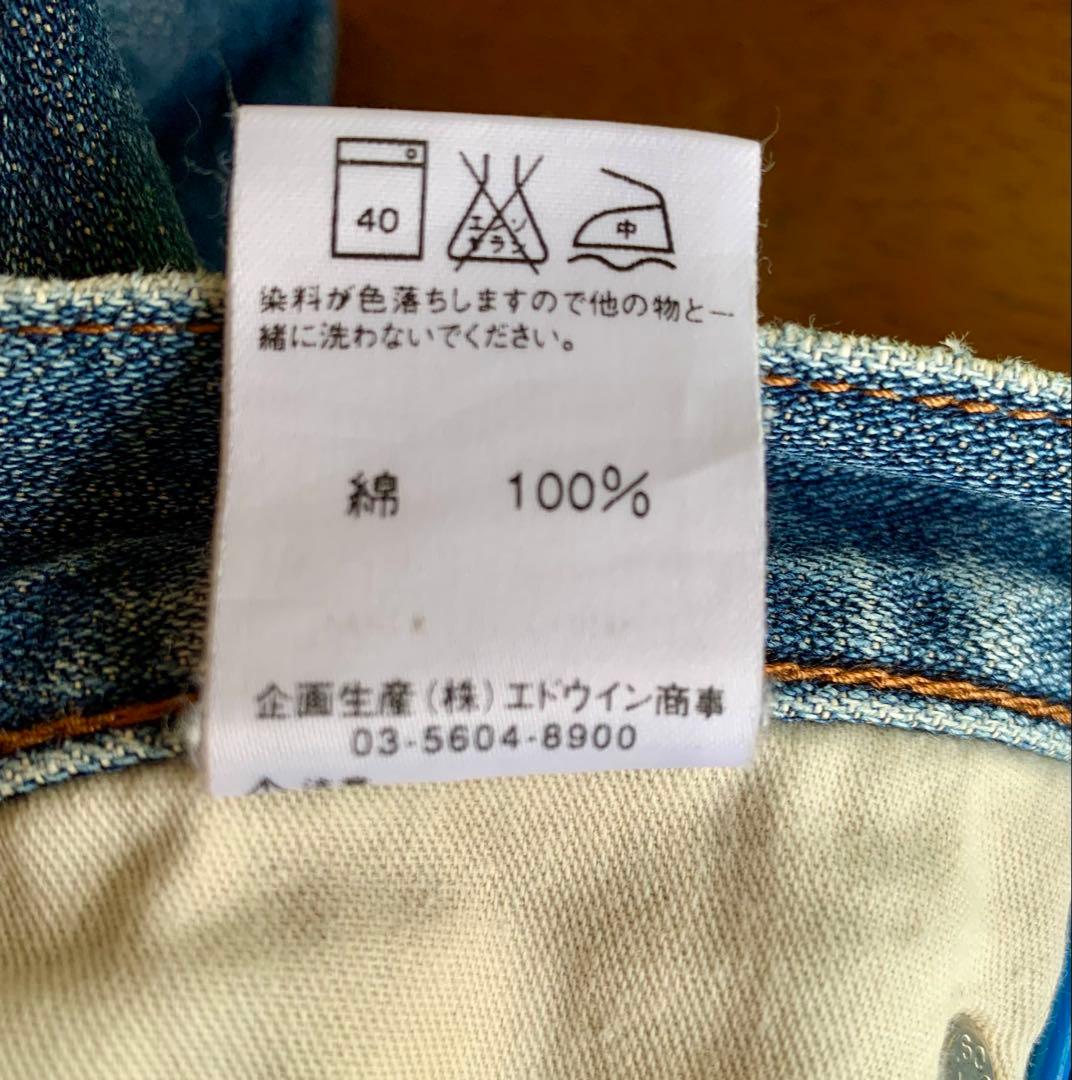 40
エンソ
サラシ
中
染料が色落ちしますので他の物と一
緒に洗わないでください。
綿 100%
企画生産(株)エドウイン商事
03-5604-8900
SO